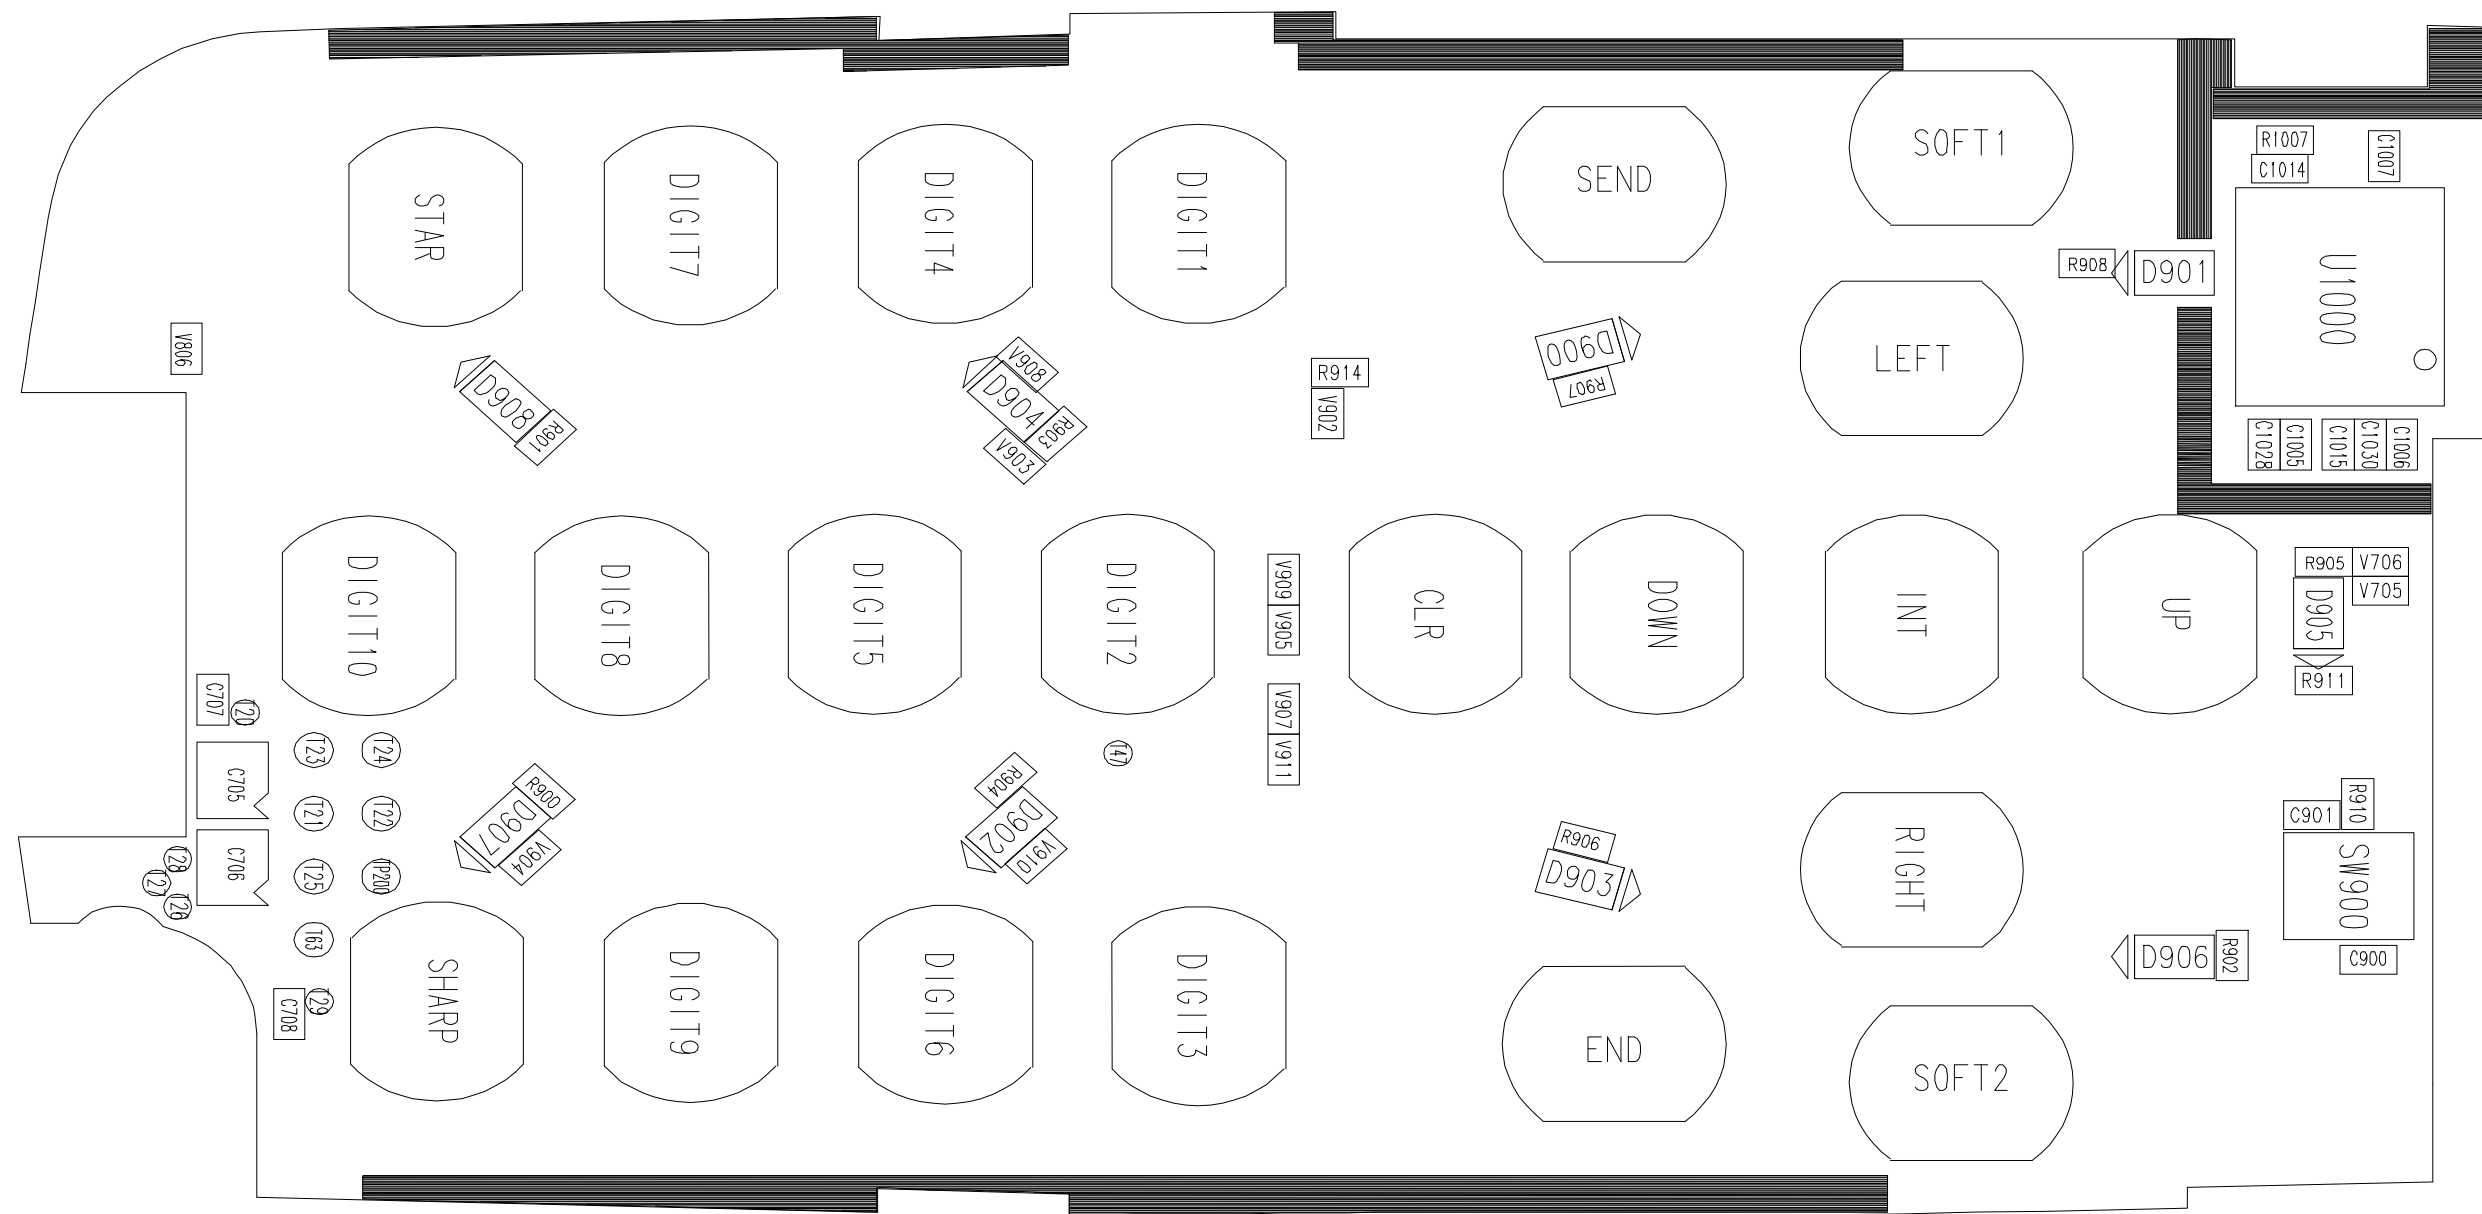 SOFT1
SEND
R1007
C1007
C1014
STAR
DIGIT7
DIGIT4
DIGIT1
R908
D901
U1000
V806
D908
R901
V908
D904
R903
V903
R914
V902
D900
R907
LEFT
C1028
C1005
C1015
C1030
C1006
DIGIT10
DIGIT8
DIGIT5
DIGIT2
V909
V905
CLR
DOWN
INT
UP
R905
V706
V705
D905
R911
C707
T20
V907
V911
T23
T24
T47
C705
T21
T22
R900
D907
V904
R904
D902
V910
R906
D903
RIGHT
C901
R910
SW900
C706
T28
T27
T26
T25
TP200
T63
D906
R902
C900
C708
T29
SHARP
DIGIT9
DIGIT6
DIGIT3
END
SOFT2